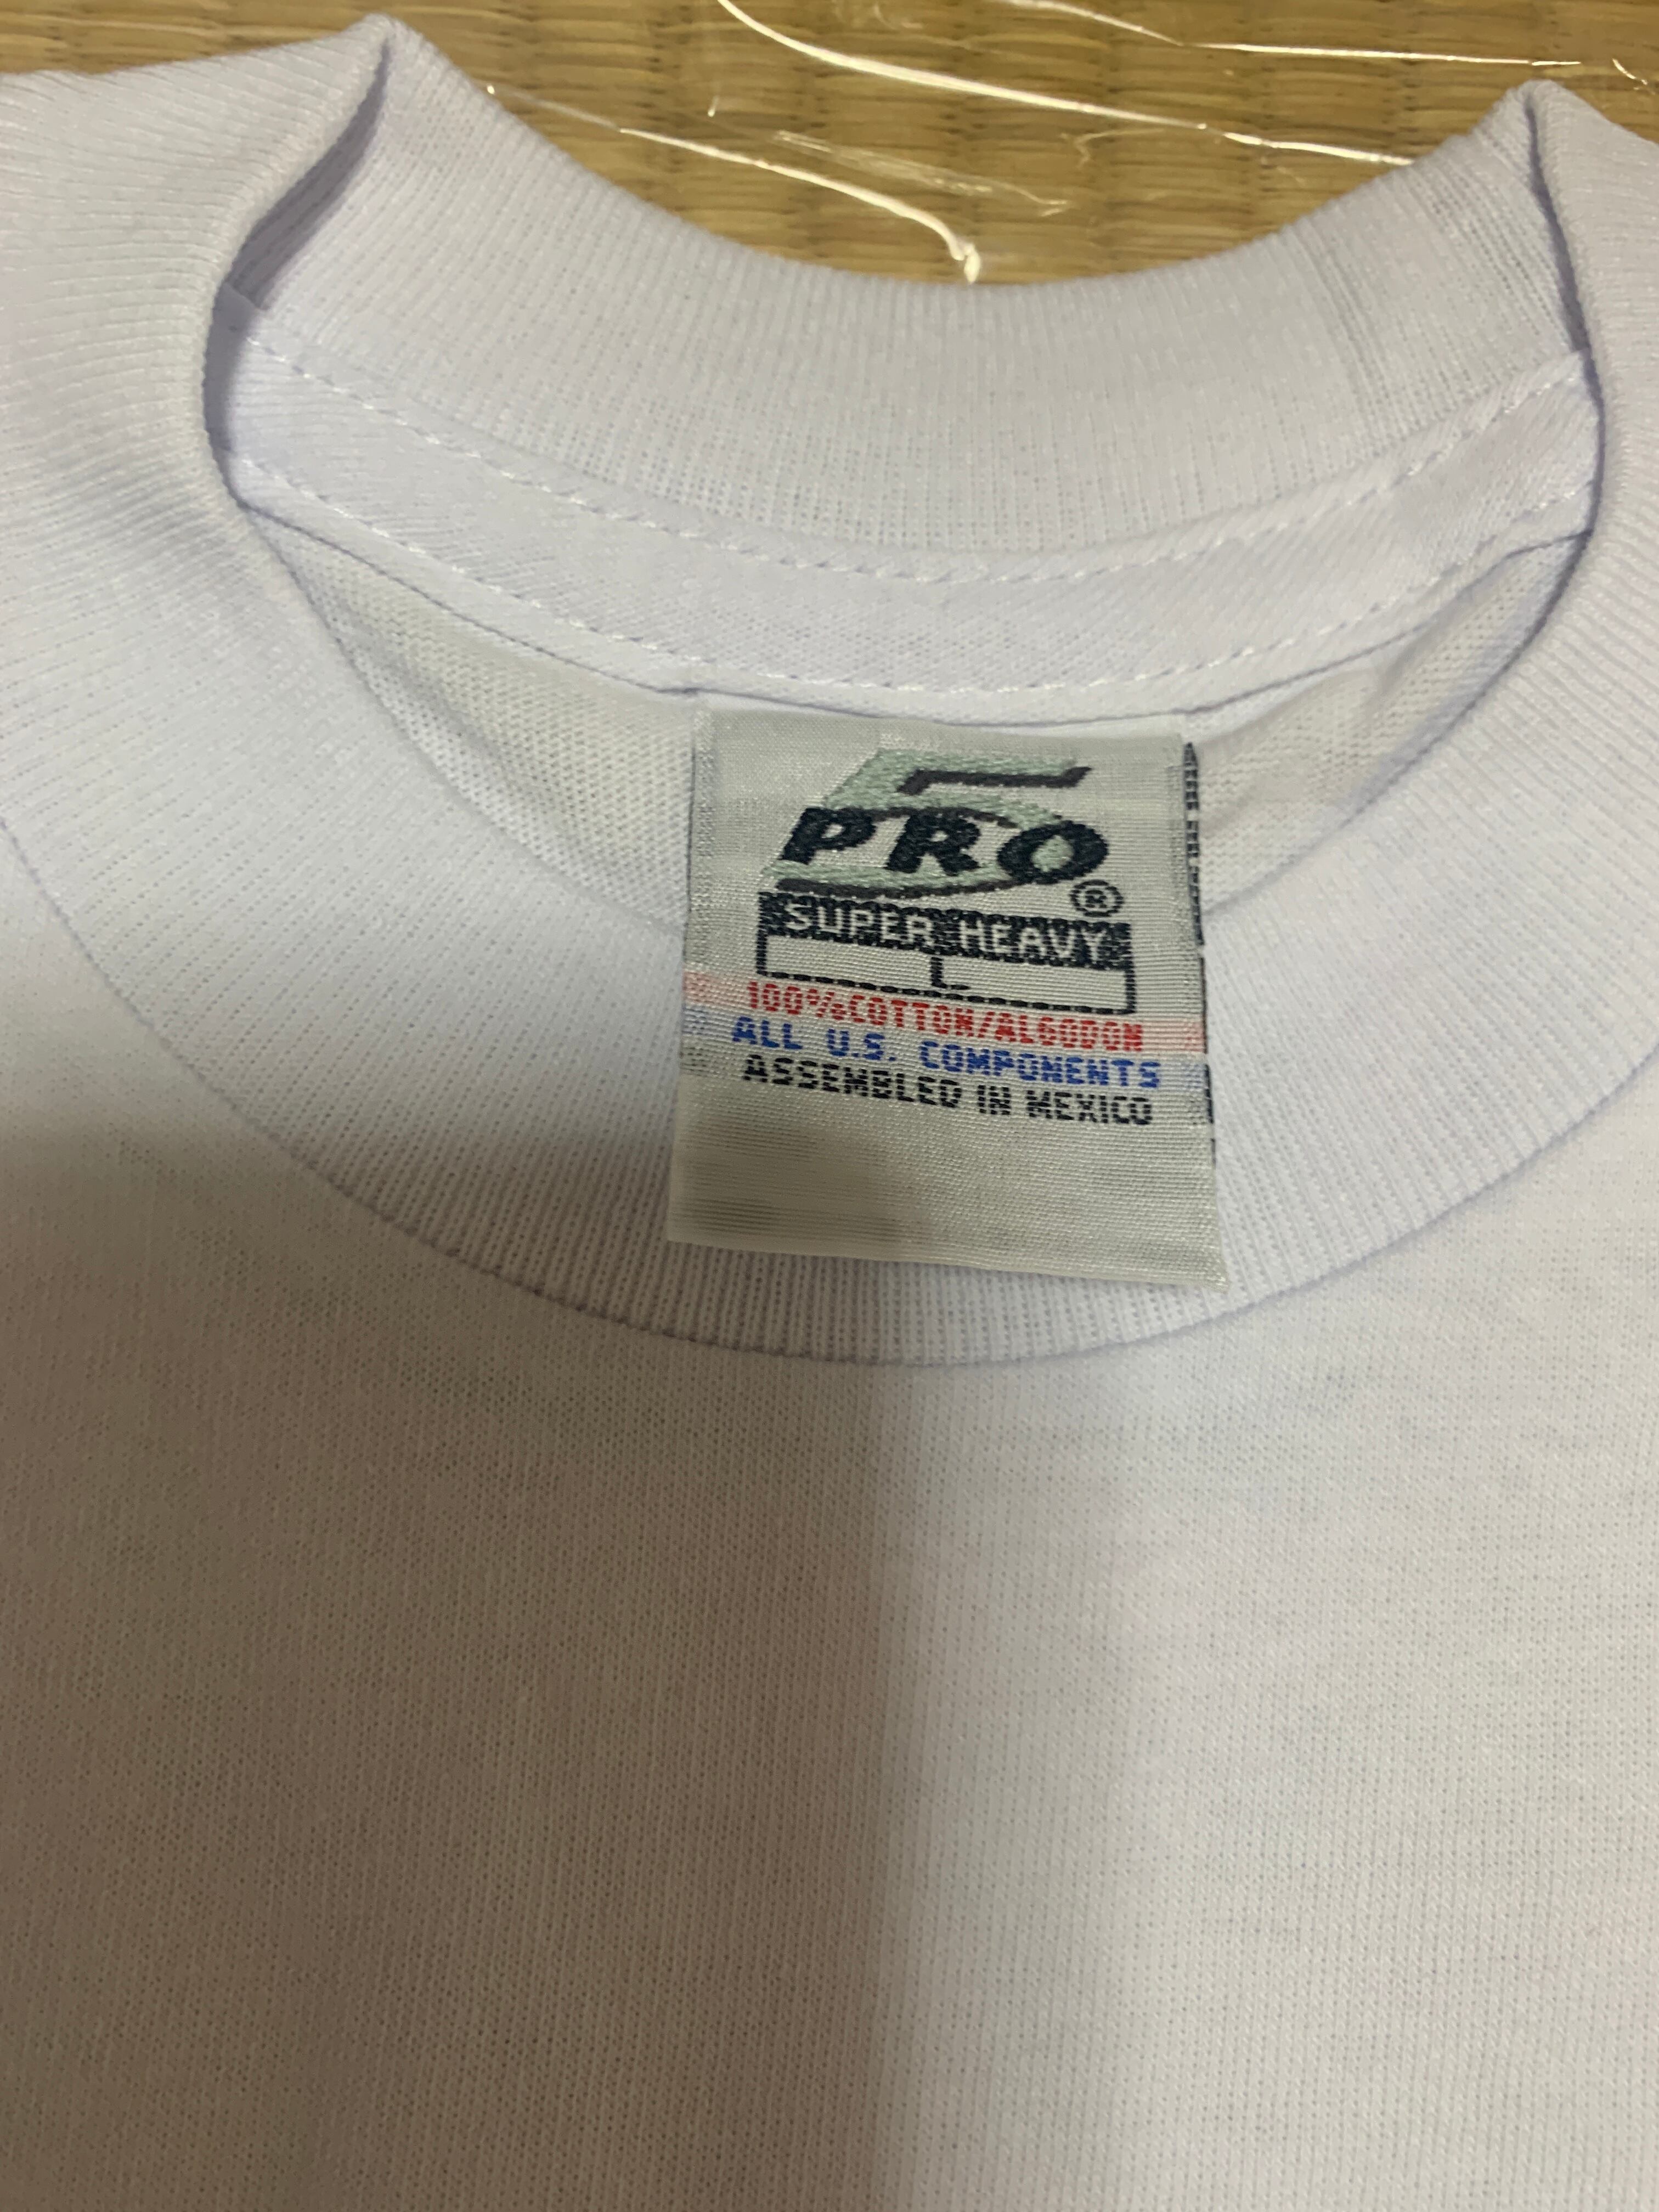 5
PRO®
SUPER HEAVY
L
100%COTTON/ALGODON
ALL U.S. COMPONENTS
ASSEMBLED IN MEXICO